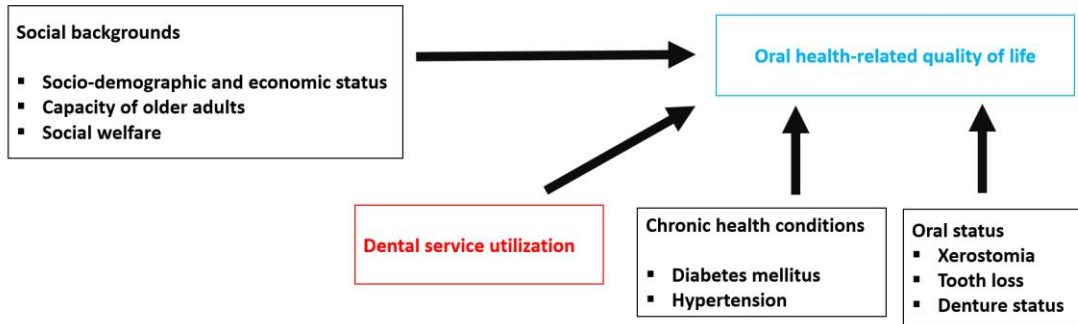 Social backgrounds
▪ Socio-demographic and economic status
▪ Capacity of older adults
▪ Social welfare
Oral health-related quality of life
Dental service utilization
Chronic health conditions
▪ Diabetes mellitus
▪ Hypertension
Oral status
▪ Xerostomia
▪ Tooth loss
▪ Denture status